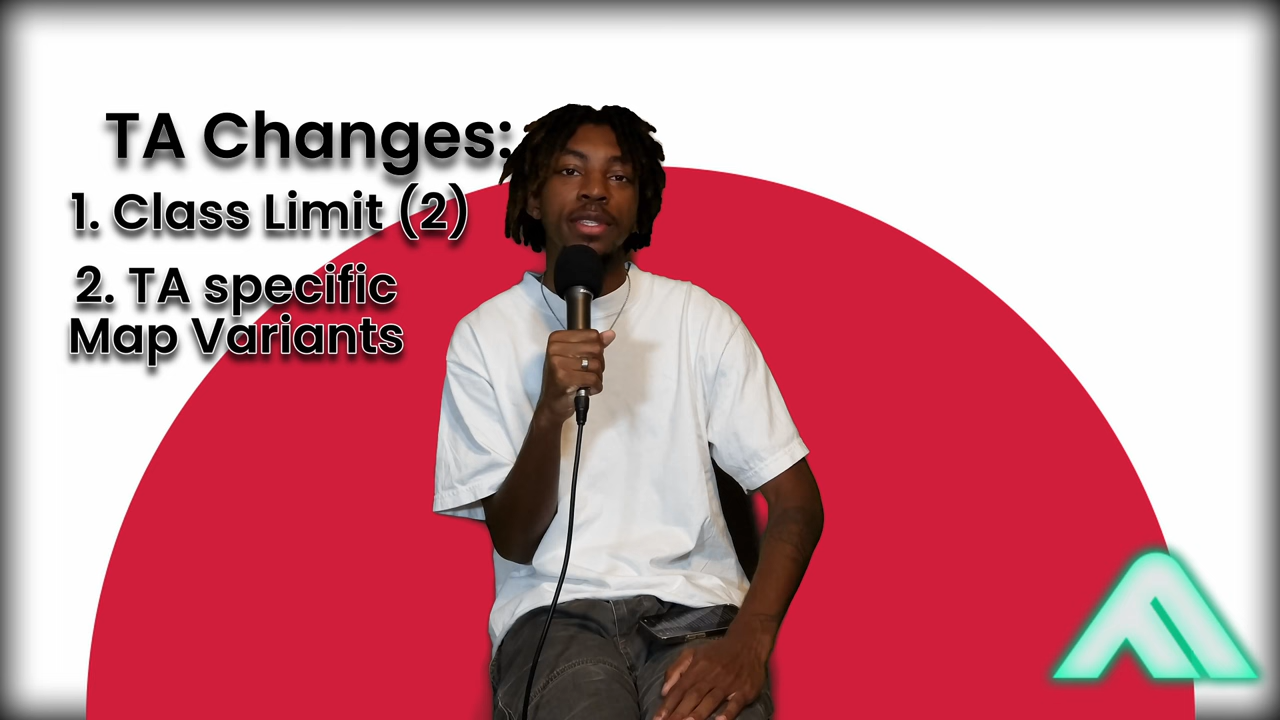 TA Changes:
1. Class Limit (2)
2. TA specific
Map Variants